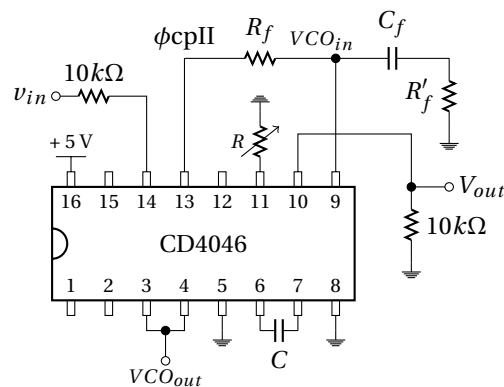 ϕcpII
R_f
VCO_in
C_f
10kΩ
v_in
R′_f
+5V
R
V_out
16 15 14 13 12 11 10 9
10kΩ
CD4046
1 2 3 4 5 6 7 8
C
VCO_out